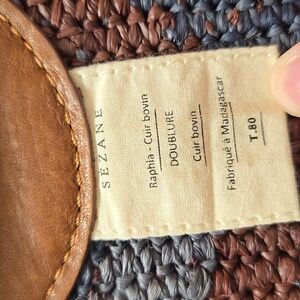 SÉZANE
Raphia - Cuir bovin
DOUBLURE
Cuir bovin
Fabriqué à Madagascar
T.80